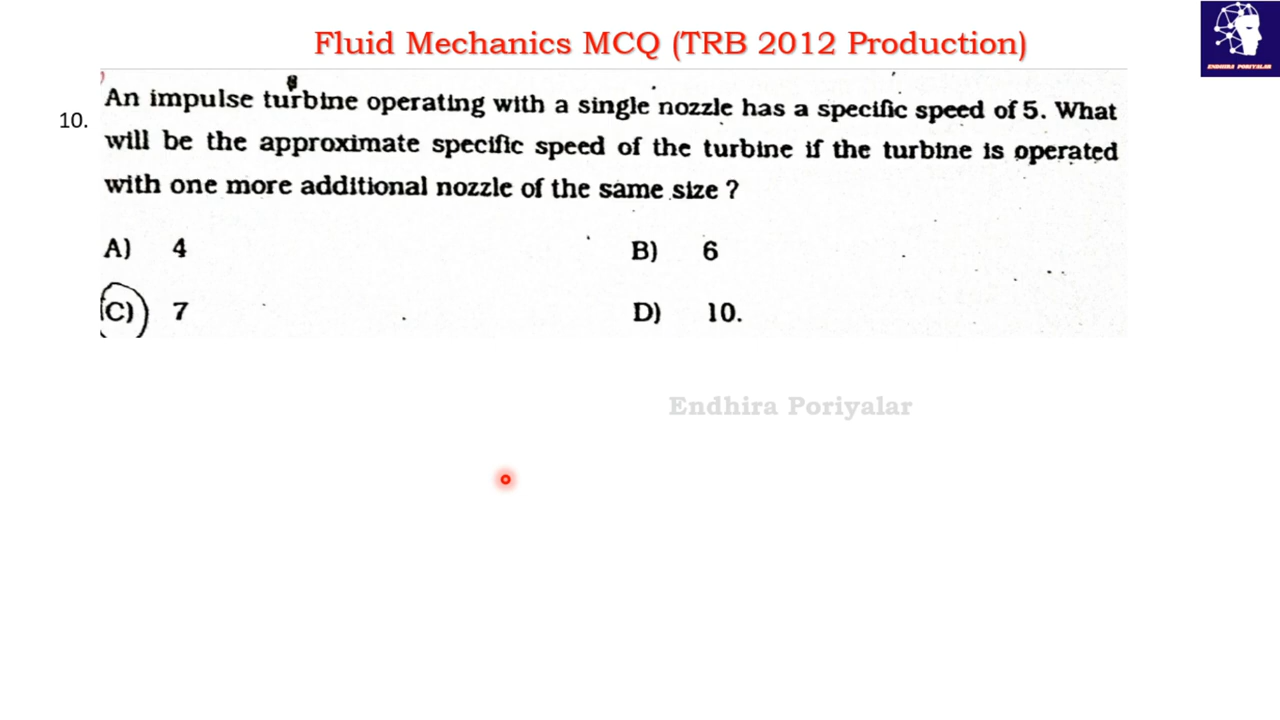 Fluid Mechanics MCQ (TRB 2012 Production)
ENDHIRA PORIYALAR
10. An impulse turbine operating with a single nozzle has a specific speed of 5. What
will be the approximate specific speed of the turbine if the turbine is operated
with one more additional nozzle of the same size ?
A) 4 B) 6
C) 7 D) 10.
Endhira Poriyalar